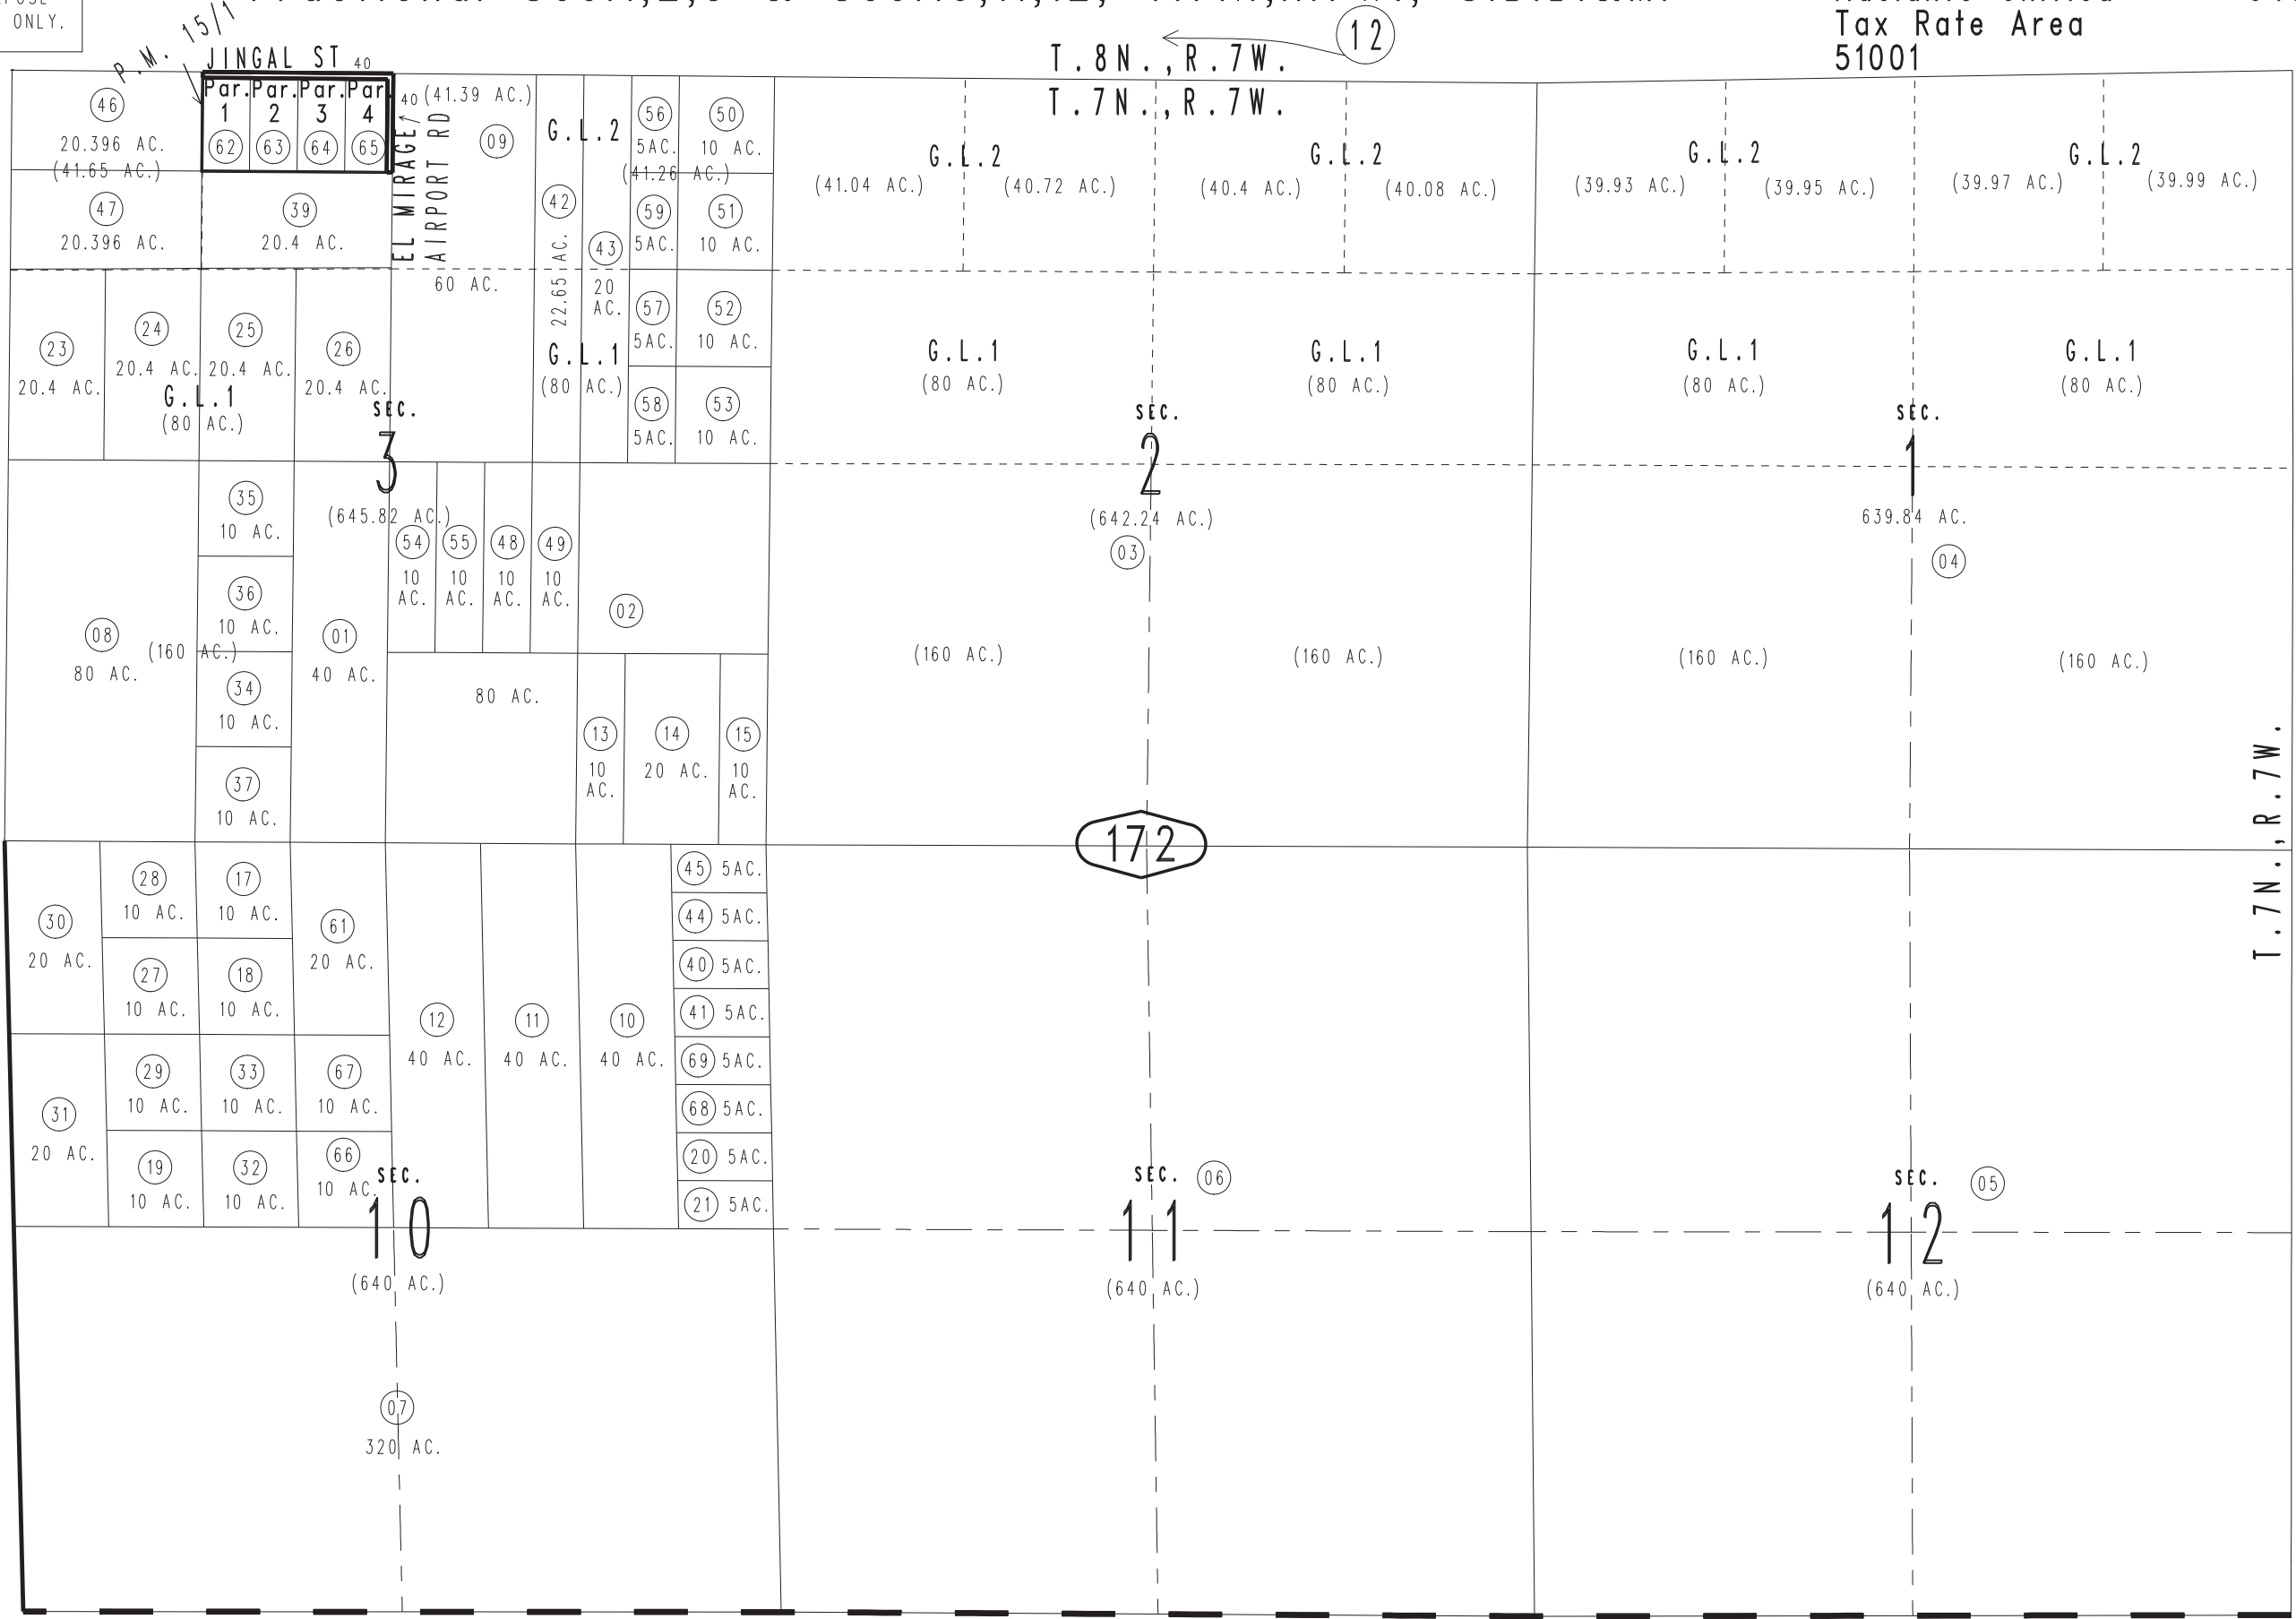 ONLY.
P.M. 15/1
JINGAL ST 40
12
Tax Rate Area
51001
T.8N.,R.7W.
T.7N.,R.7W.
46
20.396 AC.
(41.65 AC.)
Par. Par. Par. Par.
1 2 3 4
62 63 64 65
40
EL MIRAGE/
AIRPORT RD
(41.39 AC.)
09
60 AC.
G.L.2
56
5AC.
50
10 AC.
(41.26 AC.)
47
20.396 AC.
39
20.4 AC.
42
22.65 AC.
43
20
AC.
59
5AC.
51
10 AC.
G.L.2
(41.04 AC.)
(40.72 AC.)
G.L.2
(40.4 AC.)
(40.08 AC.)
G.L.2
(39.93 AC.)
(39.95 AC.)
G.L.2
(39.97 AC.)
(39.99 AC.)
23
20.4 AC.
24
20.4 AC.
25
20.4 AC.
26
20.4 AC.
G.L.1
(80 AC.)
G.L.1
(80 AC.)
57
5AC.
52
10 AC.
58
5AC.
53
10 AC.
G.L.1
(80 AC.)
G.L.1
(80 AC.)
G.L.1
(80 AC.)
G.L.1
(80 AC.)
SEC.
3
(645.82 AC.)
SEC.
2
(642.24 AC.)
03
SEC.
1
639.84 AC.
04
08
80 AC.
(160 AC.)
35
10 AC.
36
10 AC.
34
10 AC.
37
10 AC.
01
40 AC.
54
10
AC.
55
10
AC.
48
10
AC.
49
10
AC.
02
80 AC.
13
10
AC.
14
20 AC.
15
10
AC.
(160 AC.)
(160 AC.)
(160 AC.)
(160 AC.)
T.7N.,R.7W.
172
30
20 AC.
28
10 AC.
17
10 AC.
61
20 AC.
27
10 AC.
18
10 AC.
31
20 AC.
29
10 AC.
33
10 AC.
67
10 AC.
19
10 AC.
32
10 AC.
66
10 AC.
12
40 AC.
11
40 AC.
10
40 AC.
45 5AC.
44 5AC.
40 5AC.
41 5AC.
69 5AC.
68 5AC.
20 5AC.
21 5AC.
SEC.
10
(640 AC.)
SEC. 06
11
(640 AC.)
SEC. 05
12
(640 AC.)
07
320 AC.